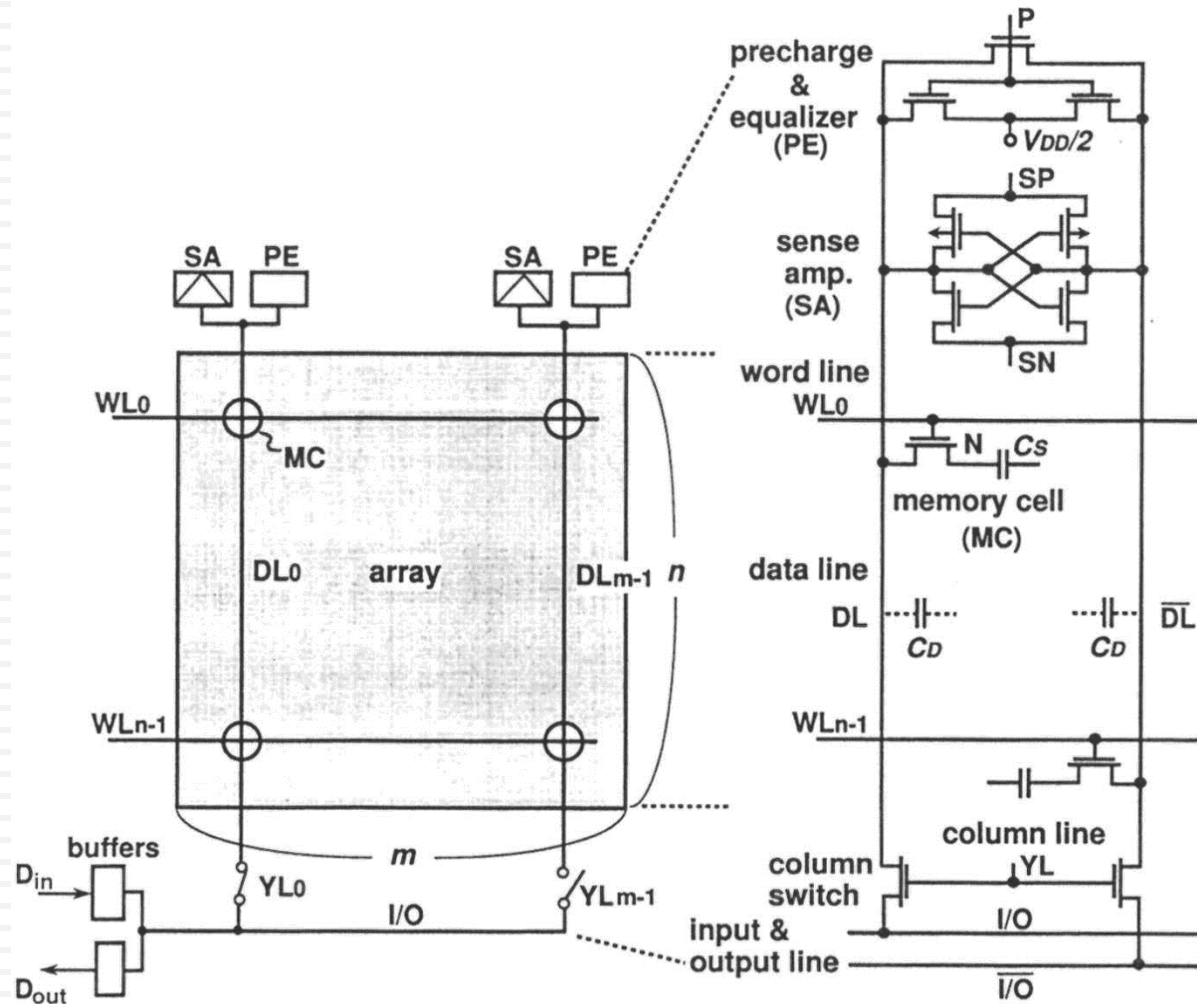 SA PE
SA PE
WL0
MC
DL0
array
DLm-1
n
WLn-1
m
buffers
Din
YL0
YLm-1
I/O
Dout
precharge
&
equalizer
(PE)
P
VDD/2
sense
amp.
(SA)
SP
SN
word line
WL0
N
CS
memory cell
(MC)
data line
DL
CD
CD
D̅L̅
WLn-1
column line
YL
column
switch
I/O
input &
output line
I̅/̅O̅